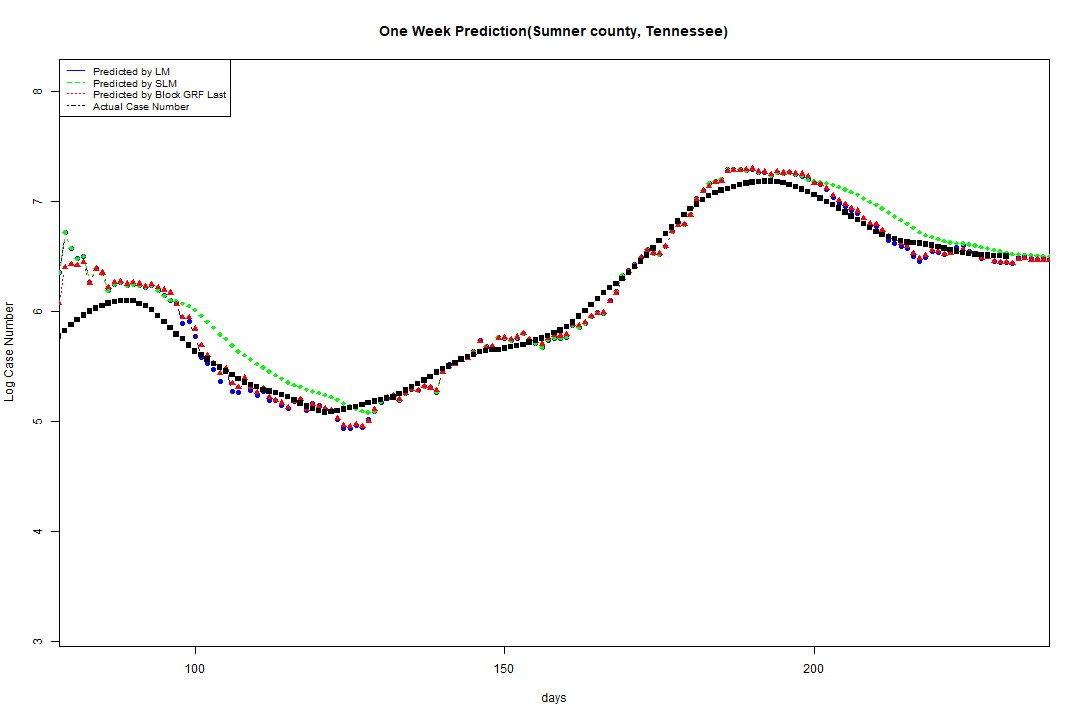 One Week Prediction(Sumner county, Tennessee)
Predicted by LM
Predicted by SLM
Predicted by Block GRF Last
Actual Case Number
8
7
6
5
4
3
Log Case Number
100 150 200
days